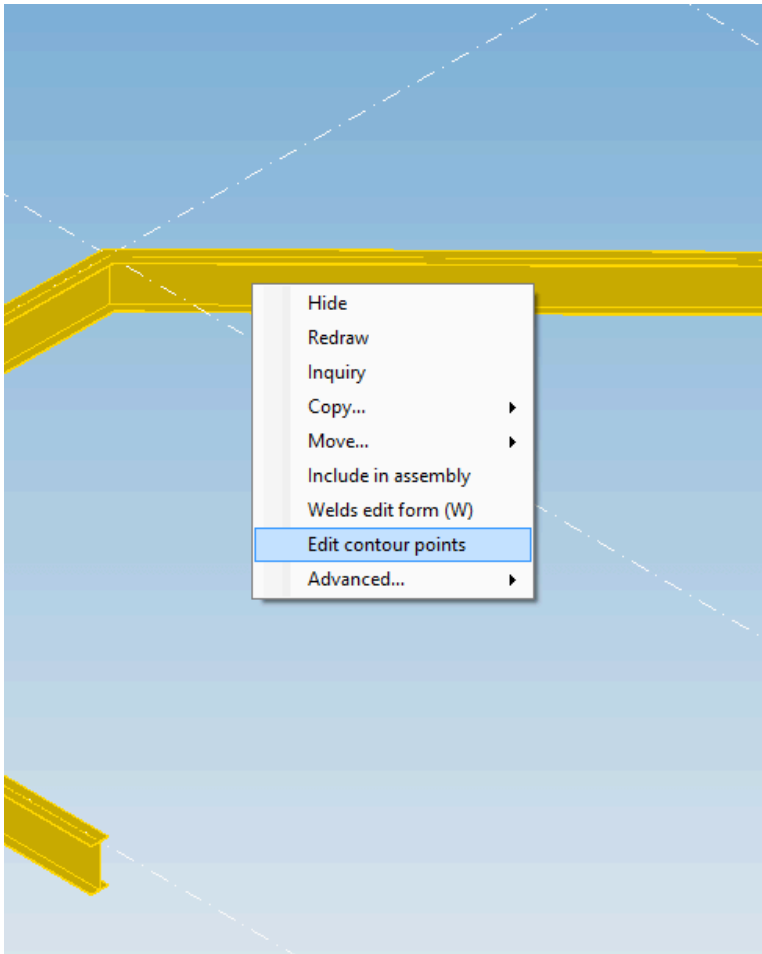 Hide
Redraw
Inquiry
Copy...
Move...
Include in assembly
Welds edit form (W)
Edit contour points
Advanced...